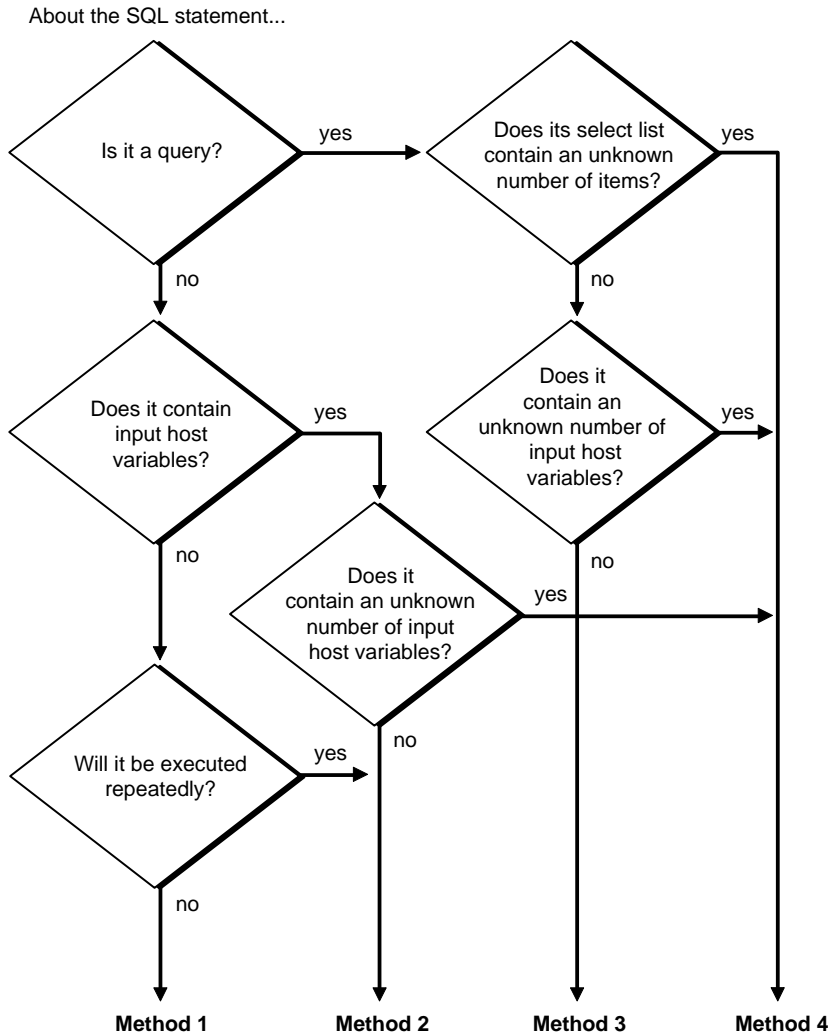 About the SQL statement...
Is it a query?
yes
Does its select list
contain an unknown
number of items?
yes
no
no
Does it contain
input host
variables?
yes
Does it
contain an
unknown number of
input host
variables?
yes
no
no
Does it
contain an unknown
number of input
host variables?
yes
no
Will it be executed
repeatedly?
yes
no
Method 1
Method 2
Method 3
Method 4